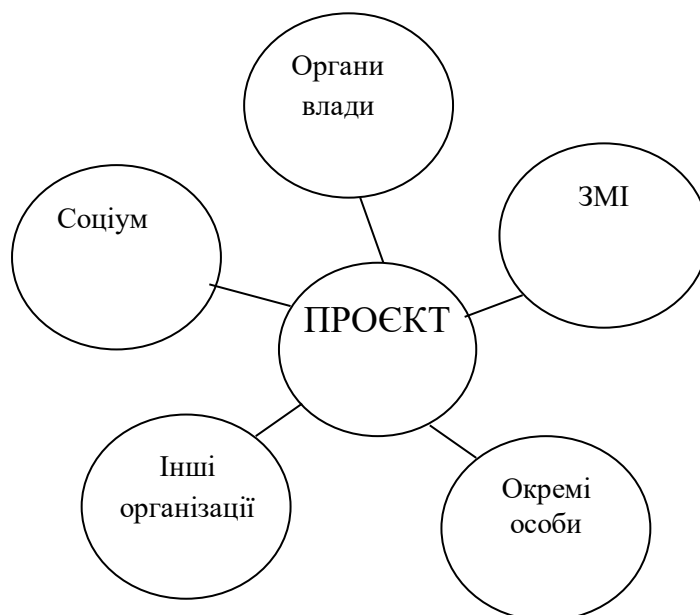 Органи
влади
ЗМІ
Соціум
ПРОЄКТ
Інші
організації
Окремі
особи